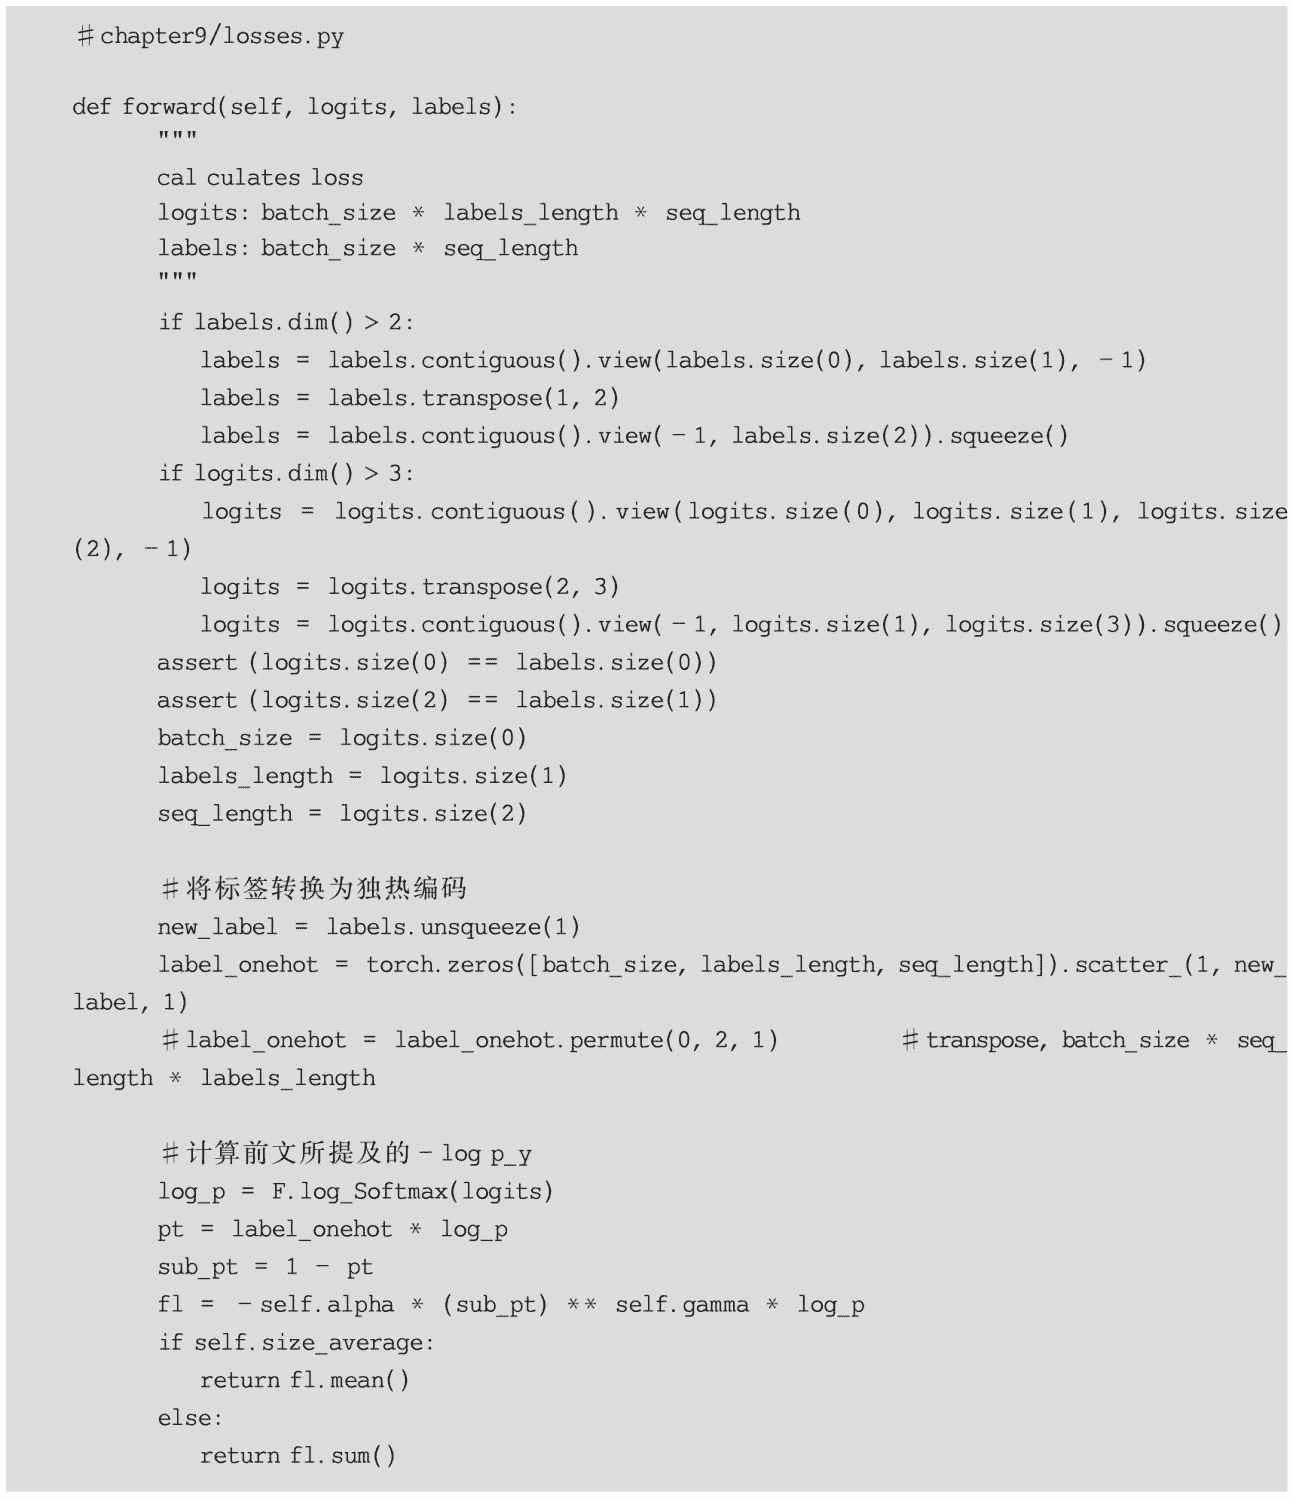 #chapter9/losses.py
def forward(self, logits, labels):
"""
cal culates loss
logits: batch_size * labels_length * seq_length
labels: batch_size * seq_length
"""
if labels.dim() > 2:
labels = labels.contiguous().view(labels.size(0), labels.size(1), -1)
labels = labels.transpose(1, 2)
labels = labels.contiguous().view(-1, labels.size(2)).squeeze()
if logits.dim() > 3:
logits = logits.contiguous().view(logits.size(0), logits.size(1), logits.size
(2), -1)
logits = logits.transpose(2, 3)
logits = logits.contiguous().view(-1, logits.size(1), logits.size(3)).squeeze()
assert (logits.size(0) == labels.size(0))
assert (logits.size(2) == labels.size(1))
batch_size = logits.size(0)
labels_length = logits.size(1)
seq_length = logits.size(2)
#将标签转换为独热编码
new_label = labels.unsqueeze(1)
label_onehot = torch.zeros([batch_size, labels_length, seq_length]).scatter_(1, new_
label, 1)
#label_onehot = label_onehot.permute(0, 2, 1) #transpose, batch_size * seq_
length * labels_length
#计算前文所提及的-log p_y
log_p = F.log_Softmax(logits)
pt = label_onehot * log_p
sub_pt = 1 - pt
fl = -self.alpha * (sub_pt) ** self.gamma * log_p
if self.size_average:
return fl.mean()
else:
return fl.sum()